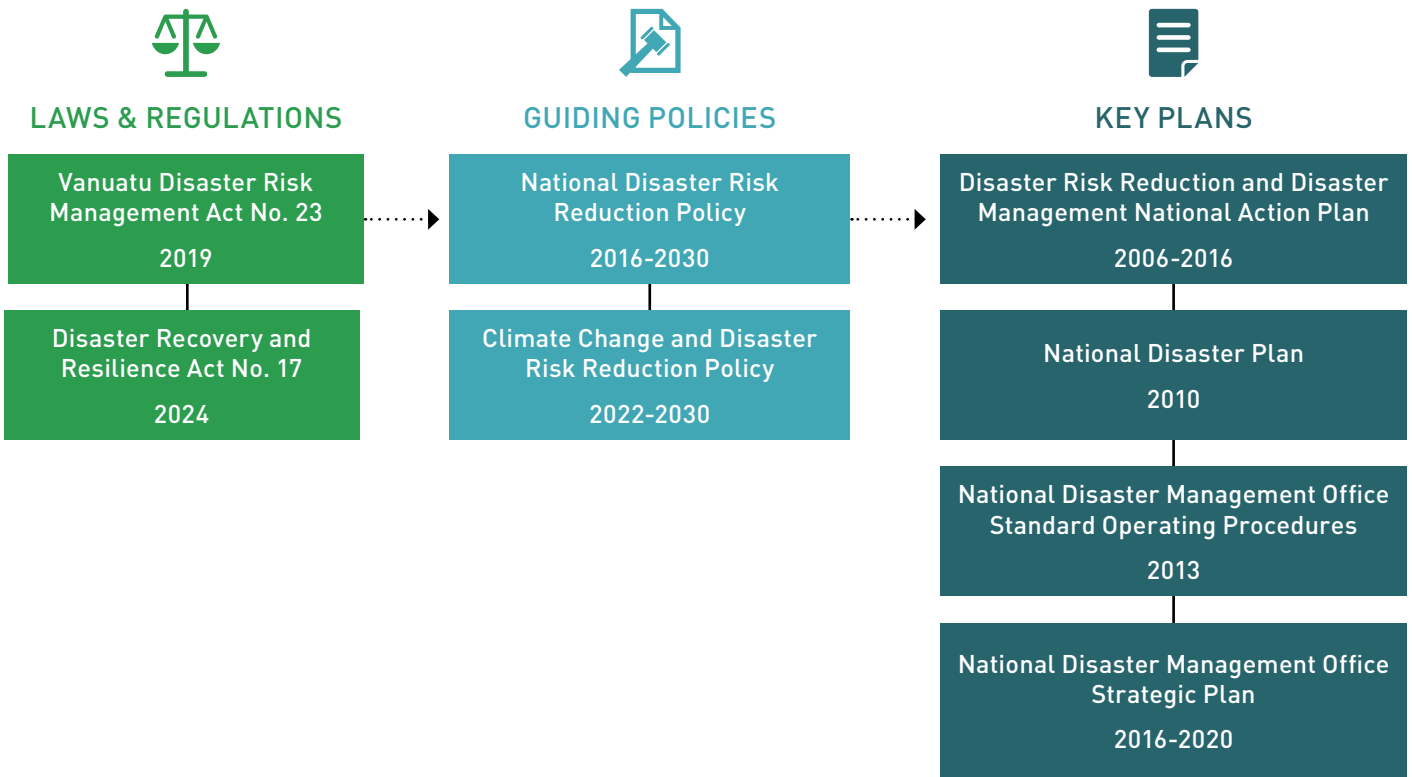 LAWS & REGULATIONS
Vanuatu Disaster Risk
Management Act No. 23
2019
Disaster Recovery and
Resilience Act No. 17
2024
GUIDING POLICIES
National Disaster Risk
Reduction Policy
2016-2030
Climate Change and Disaster
Risk Reduction Policy
2022-2030
KEY PLANS
Disaster Risk Reduction and Disaster
Management National Action Plan
2006-2016
National Disaster Plan
2010
National Disaster Management Office
Standard Operating Procedures
2013
National Disaster Management Office
Strategic Plan
2016-2020